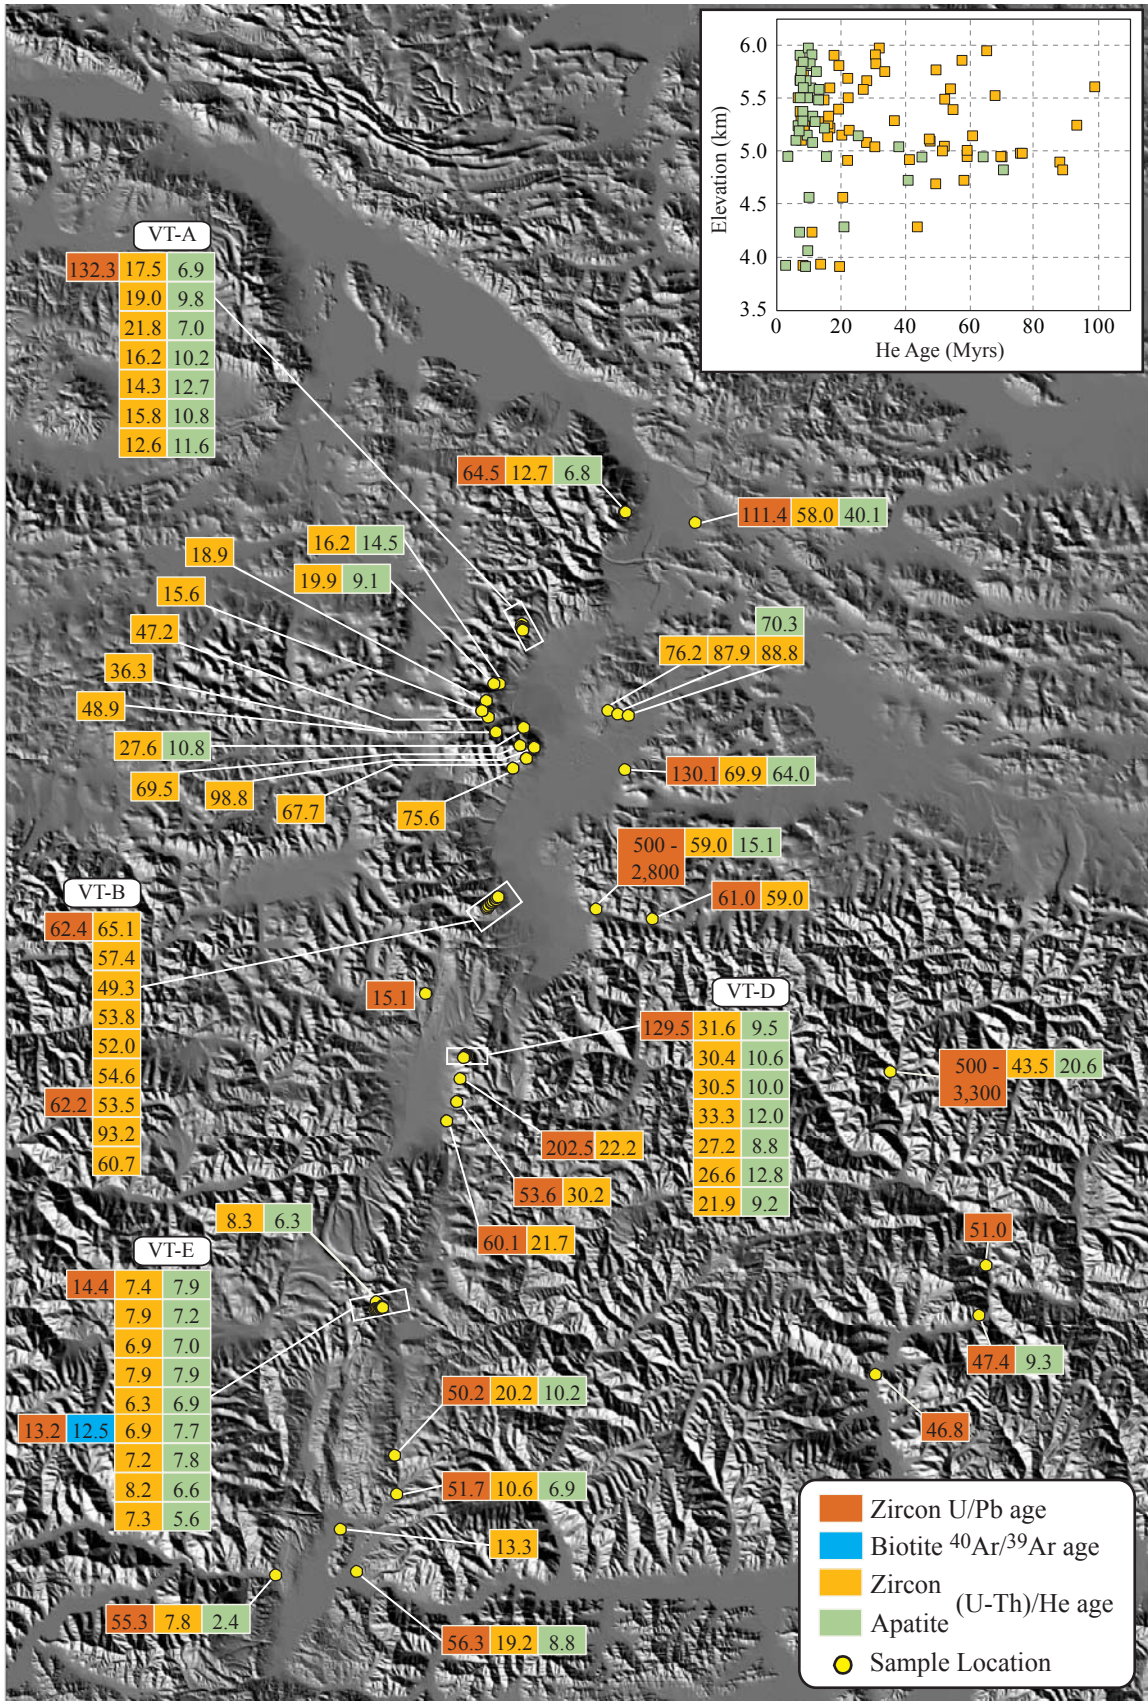 6.0
5.5
5.0
4.5
4.0
3.5
Elevation (km)
0 20 40 60 80 100
He Age (Myrs)
VT-A
132.3 17.5 6.9
19.0 9.8
21.8 7.0
16.2 10.2
14.3 12.7
15.8 10.8
12.6 11.6
64.5 12.7 6.8
111.4 58.0 40.1
18.9
16.2 14.5
19.9 9.1
15.6
47.2
36.3
48.9
27.6 10.8
69.5
98.8
67.7
75.6
70.3
76.2 87.9 88.8
130.1 69.9 64.0
500 - 59.0 15.1
2,800
61.0 59.0
VT-B
62.4 65.1
57.4
49.3
53.8
52.0
54.6
62.2 53.5
93.2
60.7
15.1
VT-D
129.5 31.6 9.5
30.4 10.6
30.5 10.0
33.3 12.0
27.2 8.8
26.6 12.8
21.9 9.2
500 - 43.5 20.6
3,300
202.5 22.2
53.6 30.2
60.1 21.7
8.3 6.3
VT-E
14.4 7.4 7.9
7.9 7.2
6.9 7.0
7.9 7.9
6.3 6.9
13.2 12.5 6.9 7.7
7.2 7.8
8.2 6.6
7.3 5.6
51.0
47.4 9.3
46.8
50.2 20.2 10.2
51.7 10.6 6.9
13.3
55.3 7.8 2.4
56.3 19.2 8.8
Zircon U/Pb age
Biotite ⁴⁰Ar/³⁹Ar age
Zircon
(U-Th)/He age
Apatite
Sample Location